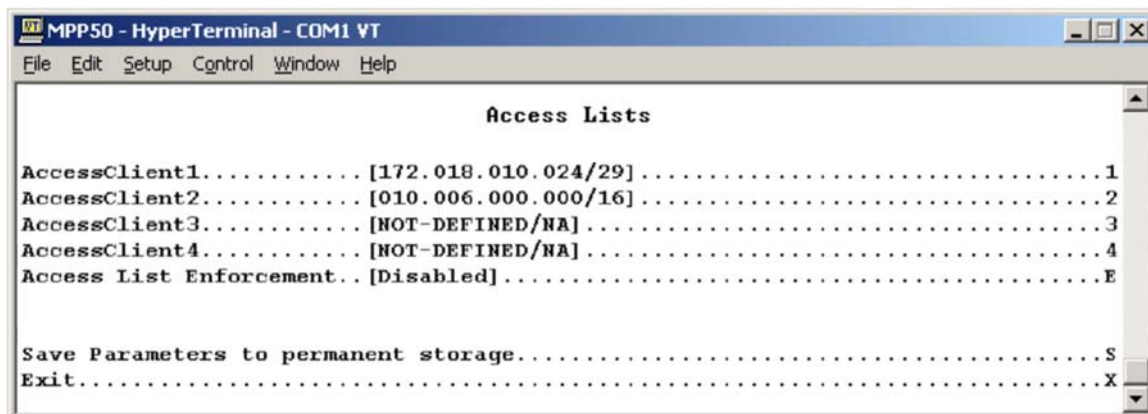 MPP50 - HyperTerminal - COM1 VT
File Edit Setup Control Window Help
Access Lists
AccessClient1............[172.018.010.024/29].................................1
AccessClient2............[010.006.000.000/16].................................2
AccessClient3............[NOT-DEFINED/NA].....................................3
AccessClient4............[NOT-DEFINED/NA].....................................4
Access List Enforcement..[Disabled]...........................................E
Save Parameters to permanent storage..........................................S
Exit..........................................................................X